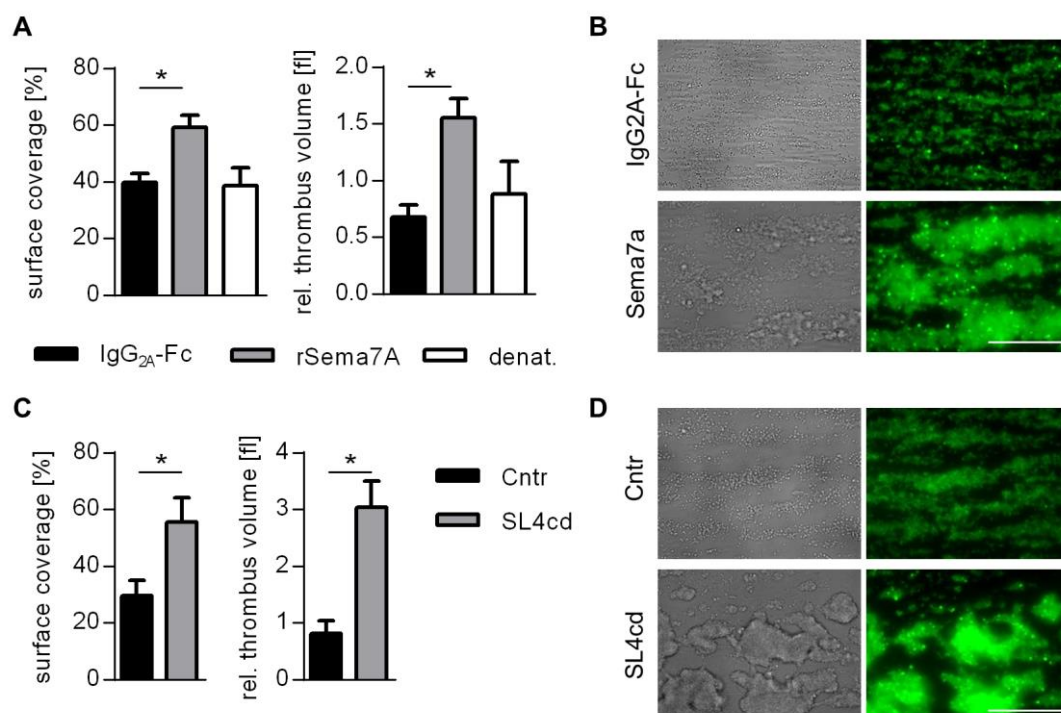 A
surface coverage [%]
80
60
40
20
0
*
rel. thrombus volume [fl]
2.0
1.5
1.0
0.5
0.0
*
IgG2A-Fc
rSema7A
denat.
B
IgG2A-Fc
Sema7a
C
surface coverage [%]
80
60
40
20
0
*
rel. thrombus volume [fl]
4
3
2
1
0
*
Cntr
SL4cd
D
Cntr
SL4cd